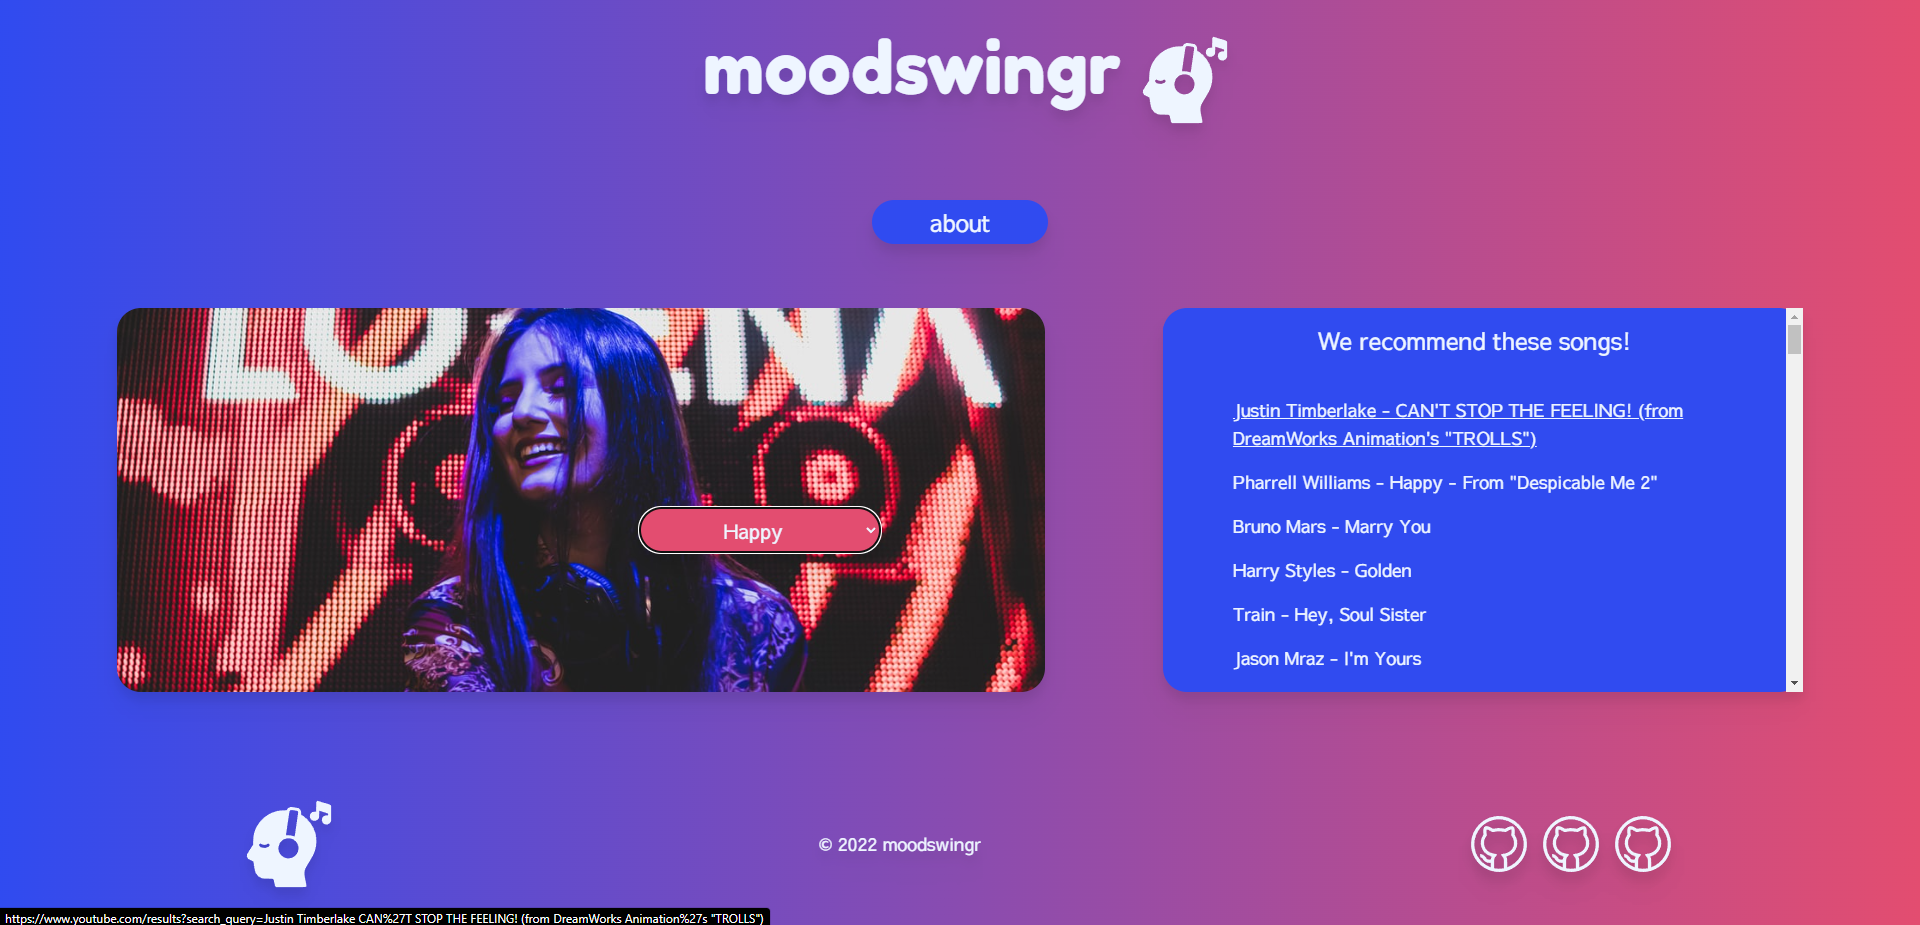 moodswingr
about
LORENA
Happy
We recommend these songs!
Justin Timberlake - CAN'T STOP THE FEELING! (from
DreamWorks Animation's "TROLLS")
Pharrell Williams - Happy - From "Despicable Me 2"
Bruno Mars - Marry You
Harry Styles - Golden
Train - Hey, Soul Sister
Jason Mraz - I'm Yours
© 2022 moodswingr
https://www.youtube.com/results?search_query=Justin Timberlake CAN%27T STOP THE FEELING! (from DreamWorks Animation%27s "TROLLS")